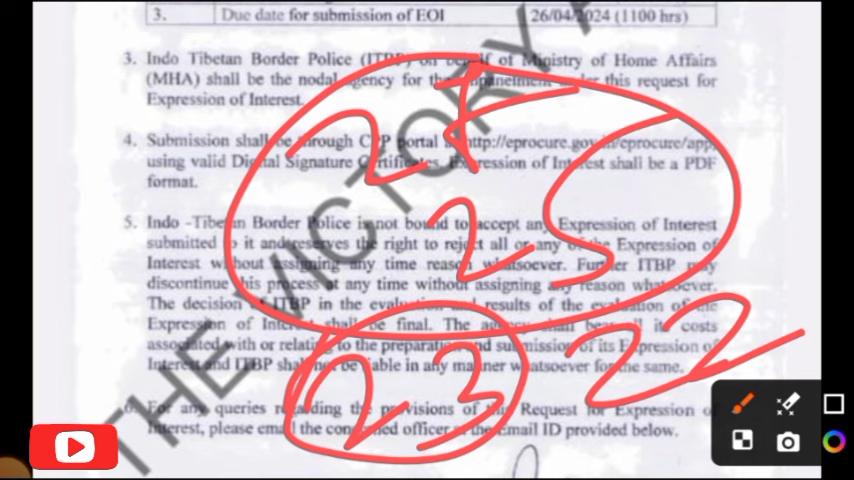 3. Due date for submission of EOI 26/04/2024 (1100 hrs)
3. Indo Tibetan Border Police (ITBP) on behalf of Ministry of Home Affairs
(MHA) shall be the nodal agency for the empanelment under this request for
Expression of Interest.
4. Submission shall be through CPP portal at http://eprocure.gov.in/eprocure/app,
using valid Digital Signature Certificates. Expression of Interest shall be a PDF
format.
5. Indo -Tibetan Border Police is not bound to accept any Expression of Interest
submitted to it and reserves the right to reject all or any of the Expression of
Interest without assigning any time reason whatsoever. Further ITBP may
discontinue this process at any time without assigning any reason whatsoever.
The decision of ITBP in the evaluation and results of the evaluation of the
Expression of Interest shall be final. The agency shall bear all its costs
associated with or relating to the preparation and submission of its Expression of
Interest and ITBP shall not be liable in any manner whatsoever for the same.
6. For any queries regarding the provisions of this Request for Expression of
Interest, please email the concerned officer at the Email ID provided below.
THE VICTORY A
25
23
22